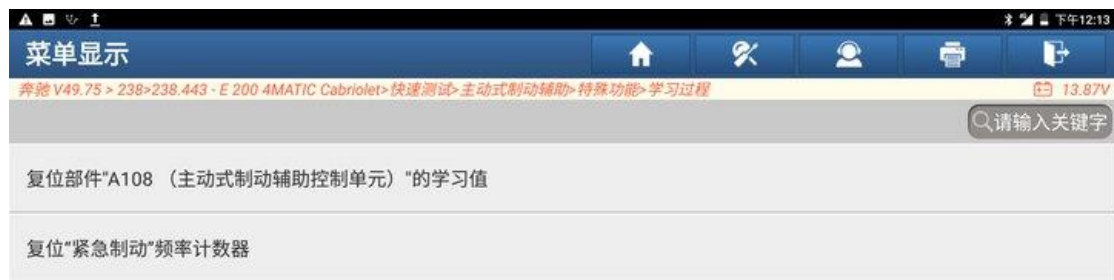 下午12:13
菜单显示
奔驰 V49.75 > 238>238.443 - E 200 4MATIC Cabriolet>快速测试>主动式制动辅助>特殊功能>学习过程 13.87V
请输入关键字
复位部件"A108 （主动式制动辅助控制单元）"的学习值
复位"紧急制动"频率计数器